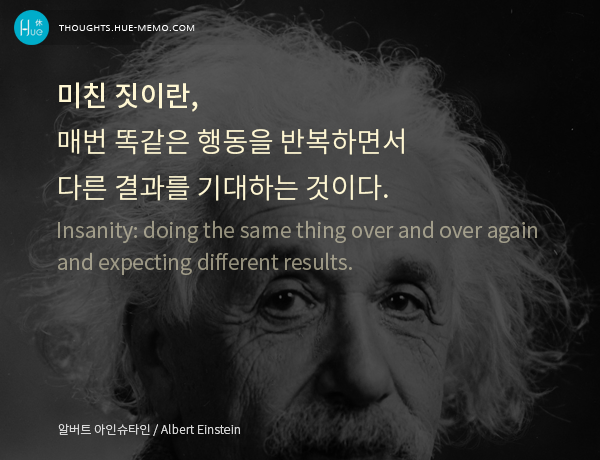 休
Hue
THOUGHTS.HUE-MEMO.COM
미친 짓이란,
매번 똑같은 행동을 반복하면서
다른 결과를 기대하는 것이다.
Insanity: doing the same thing over and over again
and expecting different results.
알버트 아인슈타인 / Albert Einstein